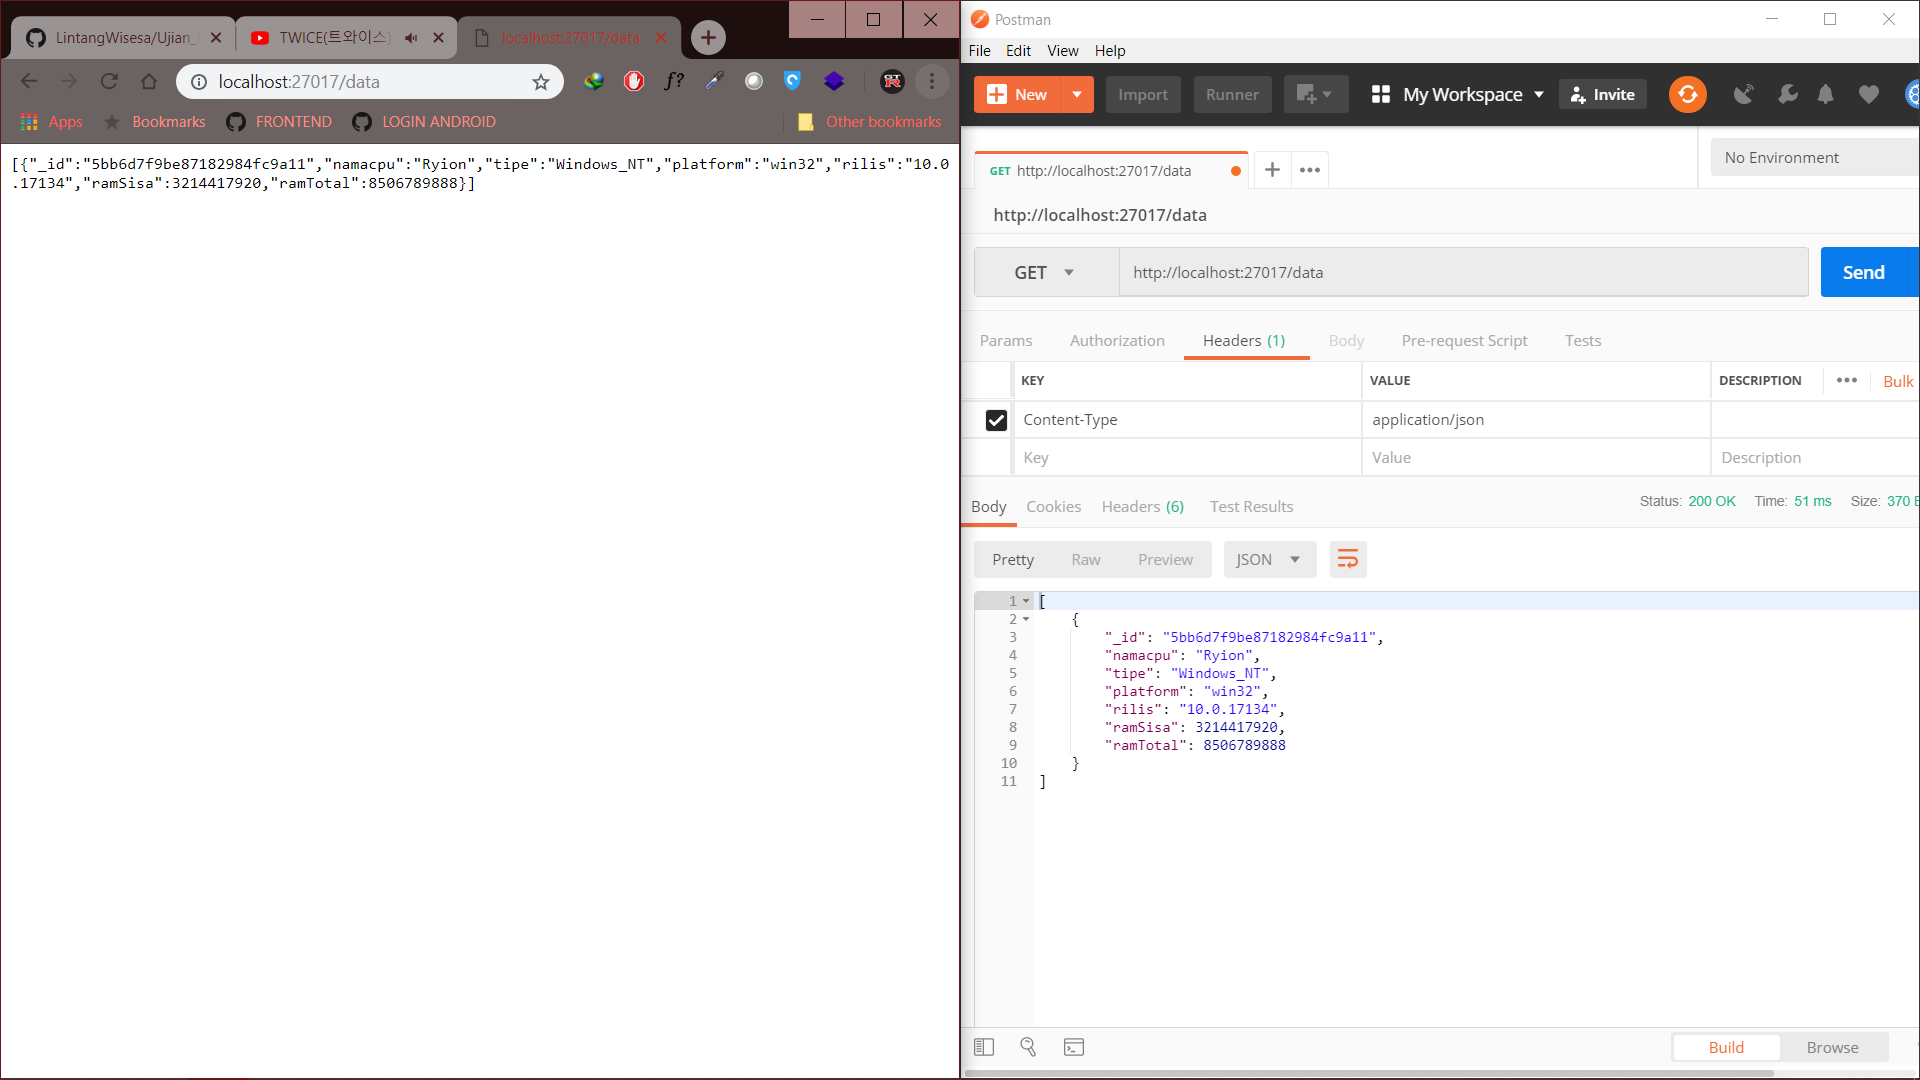 LintangWisesa/Ujian_
TWICE(트와이스)
localhost:27017/data
localhost:27017/data
f?
Apps
Bookmarks
FRONTEND
LOGIN ANDROID
Other bookmarks
[{"_id":"5bb6d7f9be87182984fc9a11","namacpu":"Ryion","tipe":"Windows_NT","platform":"win32","rilis":"10.0
.17134","ramSisa":3214417920,"ramTotal":8506789888}]
Postman
File Edit View Help
New
Import
Runner
My Workspace
Invite
GET http://localhost:27017/data
No Environment
http://localhost:27017/data
GET
http://localhost:27017/data
Send
Params Authorization Headers (1) Body Pre-request Script Tests
KEY VALUE DESCRIPTION Bulk
Content-Type application/json
Key Value Description
Body Cookies Headers (6) Test Results Status: 200 OK Time: 51 ms Size: 370 B
Pretty Raw Preview JSON
1 [
2 {
3 "_id": "5bb6d7f9be87182984fc9a11",
4 "namacpu": "Ryion",
5 "tipe": "Windows_NT",
6 "platform": "win32",
7 "rilis": "10.0.17134",
8 "ramSisa": 3214417920,
9 "ramTotal": 8506789888
10 }
11 ]
Build Browse